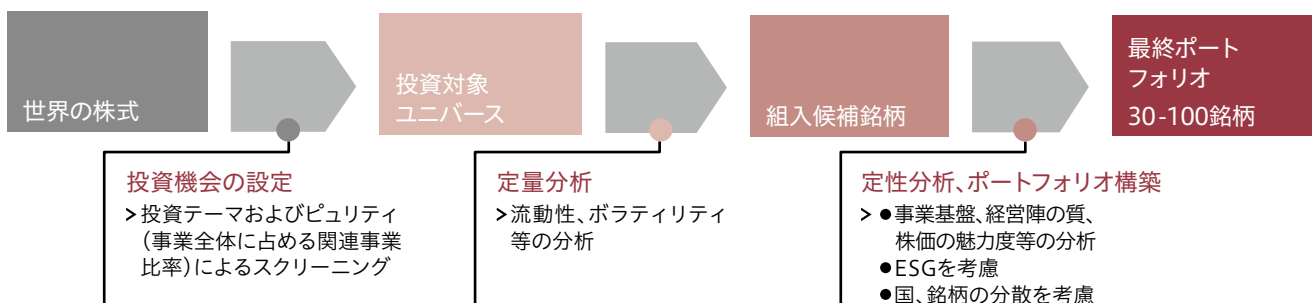 世界の株式
投資対象
ユニバース
組入候補銘柄
最終ポート
フォリオ
30-100銘柄
投資機会の設定
>投資テーマおよびピュリティ
(事業全体に占める関連事業
比率)によるスクリーニング
定量分析
>流動性、ボラティリティ
等の分析
定性分析、ポートフォリオ構築
> ●事業基盤、経営陣の質、
株価の魅力度等の分析
●ESGを考慮
●国、銘柄の分散を考慮